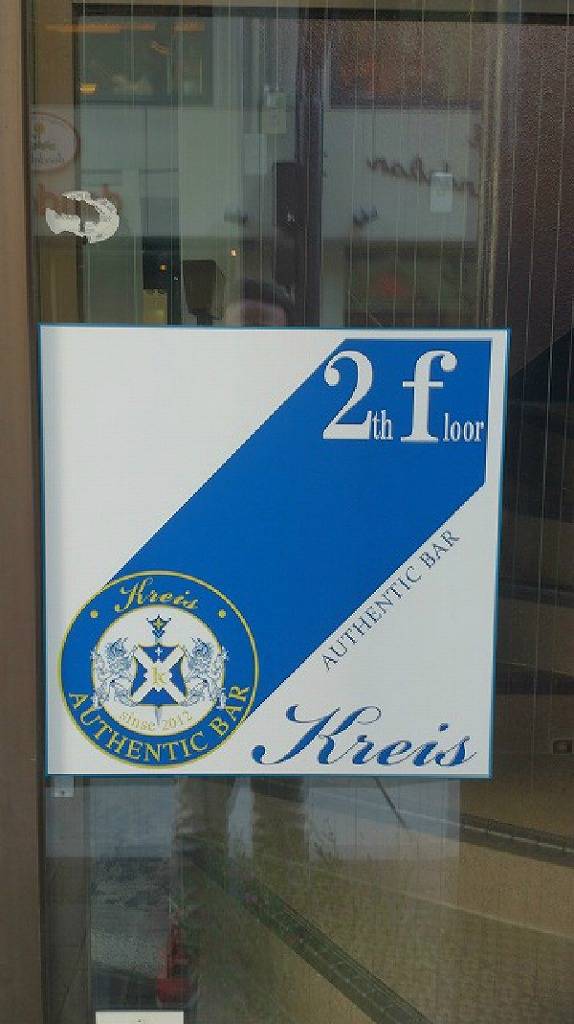 2th floor
AUTHENTIC BAR
Kreis
k
sinse 2012
AUTHENTIC BAR
Kreis